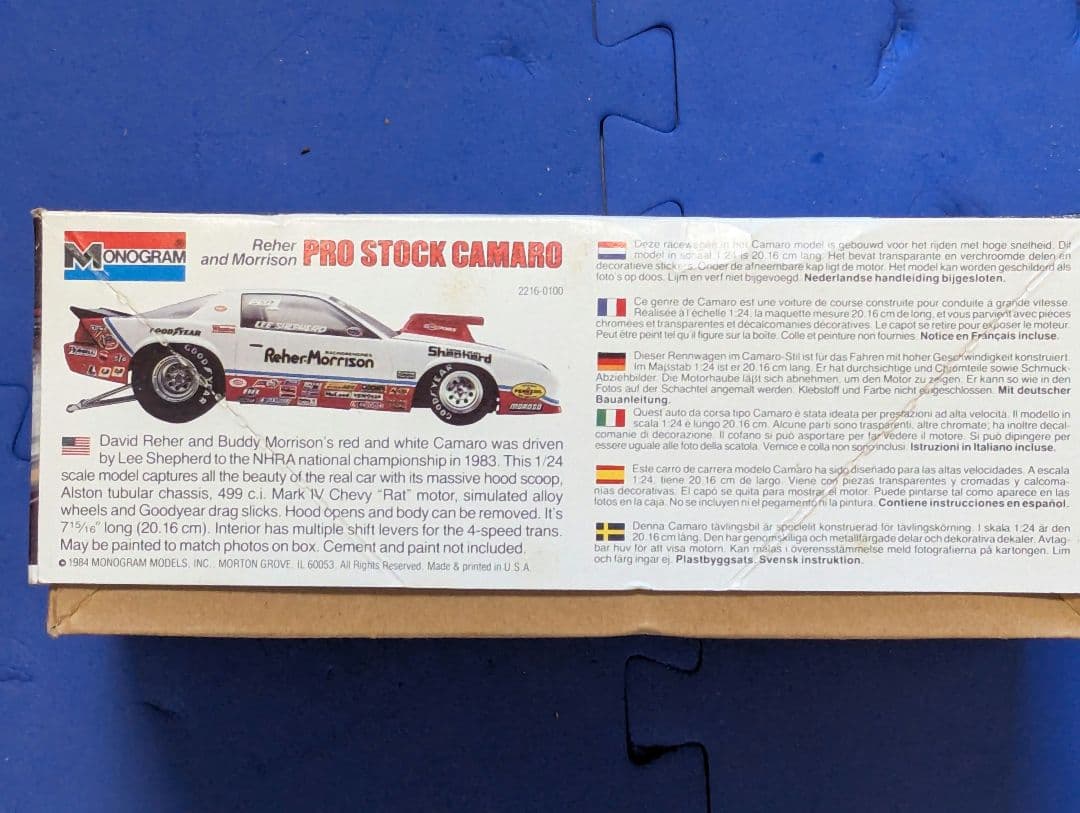 MONOGRAM
Reher
and Morrison
PRO STOCK CAMARO
2216-0100
GOODYEAR
LEE SHEPHERD
Reher-Morrison
Shepherd
GOODYEAR
GOODYEAR
PENNZOIL
MOROSO
David Reher and Buddy Morrison's red and white Camaro was driven
by Lee Shepherd to the NHRA national championship in 1983. This 1/24
scale model captures all the beauty of the real car with its massive hood scoop,
Alston tubular chassis, 499 c.i. Mark IV Chevy "Rat" motor, simulated alloy
wheels and Goodyear drag slicks. Hood opens and body can be removed. It's
7 15/16" long (20.16 cm). Interior has multiple shift levers for the 4-speed trans.
May be painted to match photos on box. Cement and paint not included.
© 1984 MONOGRAM MODELS, INC., MORTON GROVE, IL 60053. All Rights Reserved. Made & printed in U.S.A.
Deze racewagen in het Camaro model is gebouwd voor het rijden met hoge snelheid. Dit
model in schaal 1:24 is 20.16 cm lang. Het bevat transparante en verchroomde delen en
decoratieve stickers. Onder de afneembare kap ligt de motor. Het model kan worden geschilderd als
foto's op doos. Lijm en verf niet bijgevoegd. Nederlandse handleiding bijgesloten.
Ce genre de Camaro est une voiture de course construite pour conduite à grande vitesse.
Réalisée à l'échelle 1:24, la maquette mesure 20.16 cm de long, et vous parvient avec pièces
chromées et transparentes et décalcomanies décoratives. Le capot se retire pour exposer le moteur.
Peut être peint tel qu'il figure sur la boîte. Colle et peinture non fournies. Notice en Français incluse.
Dieser Rennwagen im Camaro-Stil ist für das Fahren mit hoher Geschwindigkeit konstruiert.
Im Maßstab 1:24 ist er 20.16 cm lang. Er hat durchsichtige und Chromteile sowie Schmuck-
Abziehbilder. Die Motorhaube läßt sich abnehmen, um den Motor zu zeigen. Er kann so wie in den
Fotos auf der Schachtel angemalt werden. Klebstoff und Farbe nicht eingeschlossen. Mit deutscher
Bauanleitung.
Quest'auto da corsa tipo Camaro è stata ideata per prestazioni ad alta velocità. Il modello in
scala 1:24 è lungo 20.16 cm. Alcune parti sono trasparenti, altre chromate; ha inoltre decal-
comanie di decorazione. Il cofano si può asportare per far vedere il motore. Si può dipingere per
essere uguale alle foto della scatola. Vernice e colla non sono inclusi. Istruzioni in Italiano incluse.
Este carro de carrera modelo Camaro ha sido diseñado para las altas velocidades. A escala
1:24, tiene 20.16 cm de largo. Viene con piezas transparentes y cromadas y calcoma-
nías decorativas. El capó se quita para mostrar el motor. Puede pintarse tal como aparece en las
fotos en la caja. No se incluyen ni el pegamento ni la pintura. Contiene instrucciones en español.
Denna Camaro tävlingsbil är speciellt konstruerad för tävlingskörning. I skala 1:24 är den
20.16 cm lång. Den har genomskinliga och metallfärgade delar och dekorativa dekaler. Avtag-
bar huv för att visa motorn. Kan målas i överensstämmelse med fotografierna på kartongen. Lim
och färg ingår ej. Plastbyggsats. Svensk instruktion.